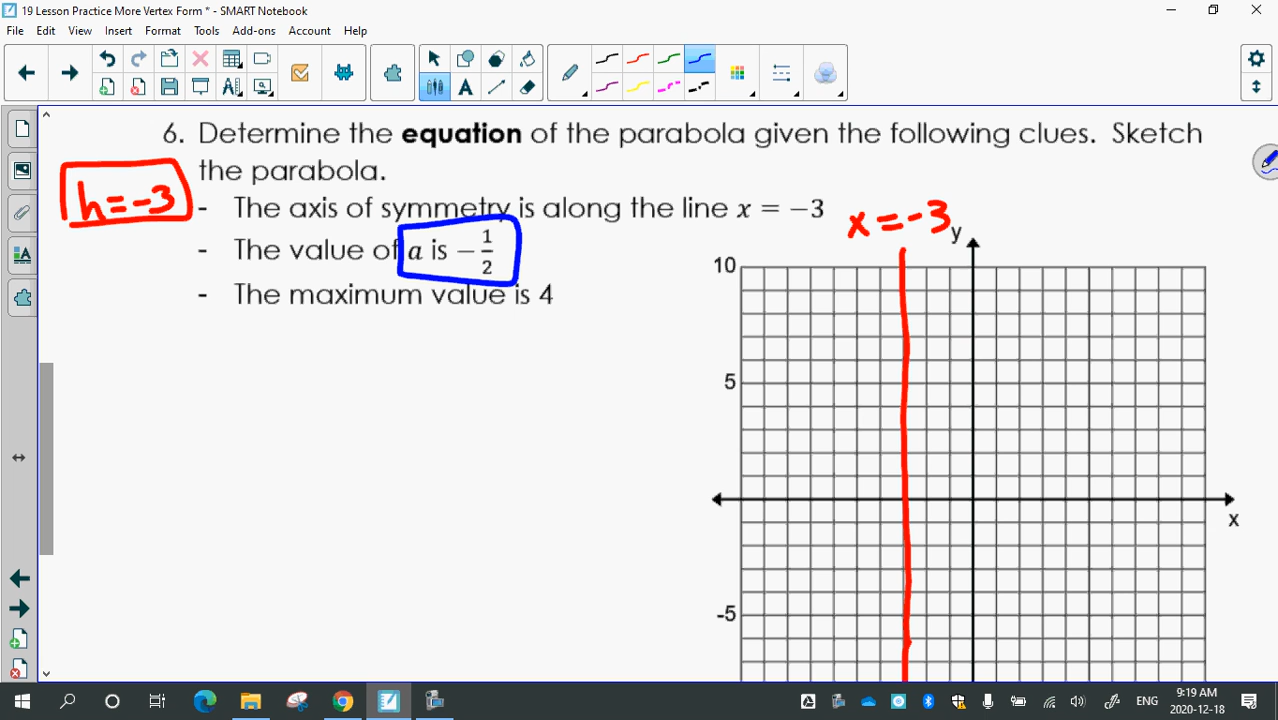 19 Lesson Practice More Vertex Form * - SMART Notebook
File Edit View Insert Format Tools Add-ons Account Help
6. Determine the equation of the parabola given the following clues. Sketch
the parabola.
h=-3
- The axis of symmetry is along the line x = −3
x=-3
- The value of a is −1/2
- The maximum value is 4
y
10
5
x
-5
ENG
9:19 AM
2020-12-18